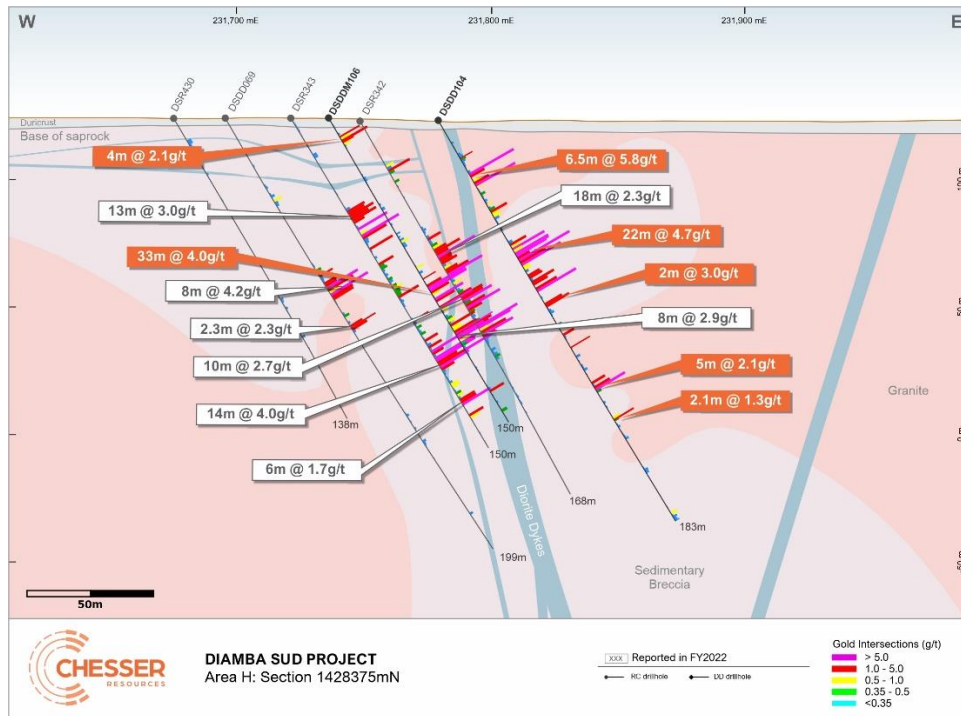 W
231,700 mE
231,800 mE
231,900 mE
E
DSR430
DSDD069
DSR343
DSDDM106
DSR342
DSDD104
Duricrust
Base of saprock
4m @ 2.1g/t
6.5m @ 5.8g/t
100 m
18m @ 2.3g/t
13m @ 3.0g/t
22m @ 4.7g/t
33m @ 4.0g/t
2m @ 3.0g/t
8m @ 4.2g/t
50 m
8m @ 2.9g/t
2.3m @ 2.3g/t
10m @ 2.7g/t
5m @ 2.1g/t
Granite
2.1m @ 1.3g/t
14m @ 4.0g/t
138m
150m
0 m
150m
6m @ 1.7g/t
168m
Diorite Dykes
183m
199m
Sedimentary
Breccia
50m
CHESSER
RESOURCES
DIAMBA SUD PROJECT
Area H: Section 1428375mN
xxx Reported in FY2022
RC drillhole
DD drillhole
Gold Intersections (g/t)
> 5.0
1.0 - 5.0
0.5 - 1.0
0.35 - 0.5
<0.35